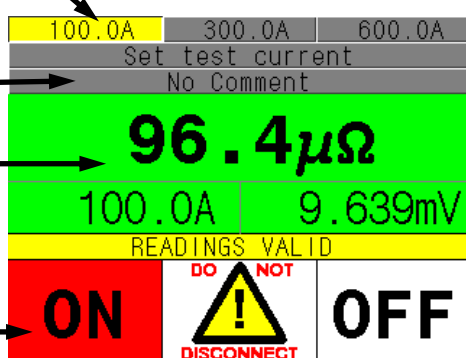 100.0A 300.0A 600.0A
Set test current
No Comment
96.4µΩ
100.0A 9.639mV
READINGS VALID
ON DO NOT OFF
DISCONNECT